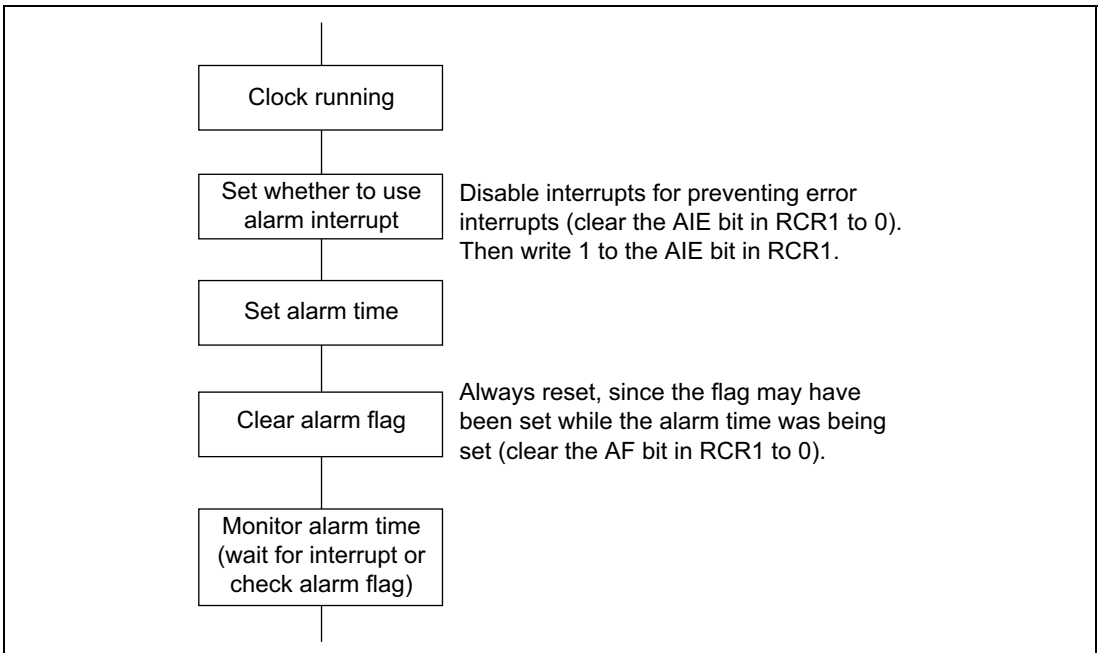 Clock running
Set whether to use
alarm interrupt
Disable interrupts for preventing error
interrupts (clear the AIE bit in RCR1 to 0).
Then write 1 to the AIE bit in RCR1.
Set alarm time
Clear alarm flag
Always reset, since the flag may have
been set while the alarm time was being
set (clear the AF bit in RCR1 to 0).
Monitor alarm time
(wait for interrupt or
check alarm flag)